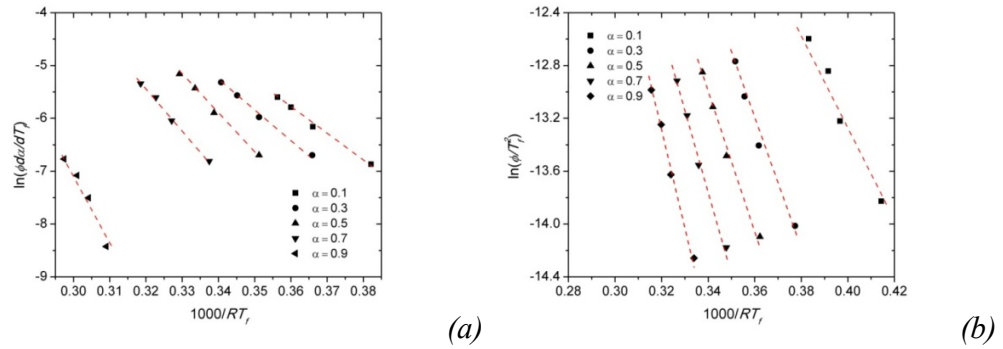 -4
-5
-6
-7
-8
-9
ln(ϕdα/dT_f)
α = 0.1
α = 0.3
α = 0.5
α = 0.7
α = 0.9
0.30 0.31 0.32 0.33 0.34 0.35 0.36 0.37 0.38
1000/RT_f
(a)
-12.4
-12.8
-13.2
-13.6
-14.0
-14.4
ln(ϕ/T_f²)
α = 0.1
α = 0.3
α = 0.5
α = 0.7
α = 0.9
0.28 0.30 0.32 0.34 0.36 0.38 0.40 0.42
1000/RT_f
(b)